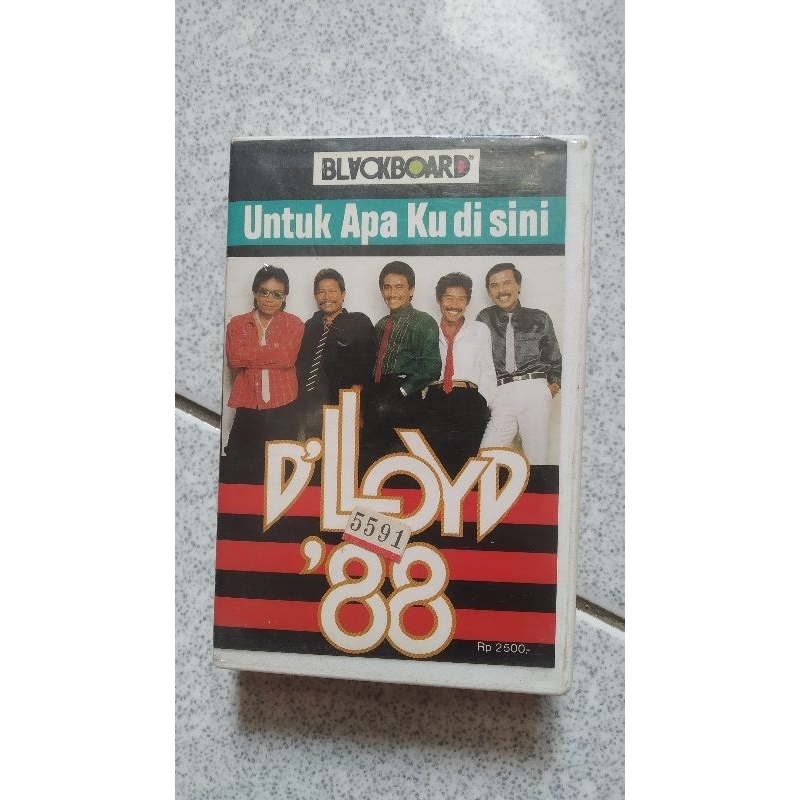 BLACKBOARD®
Untuk Apa Ku di sini
D'LLOYD
5591
'88
Rp 2500,-